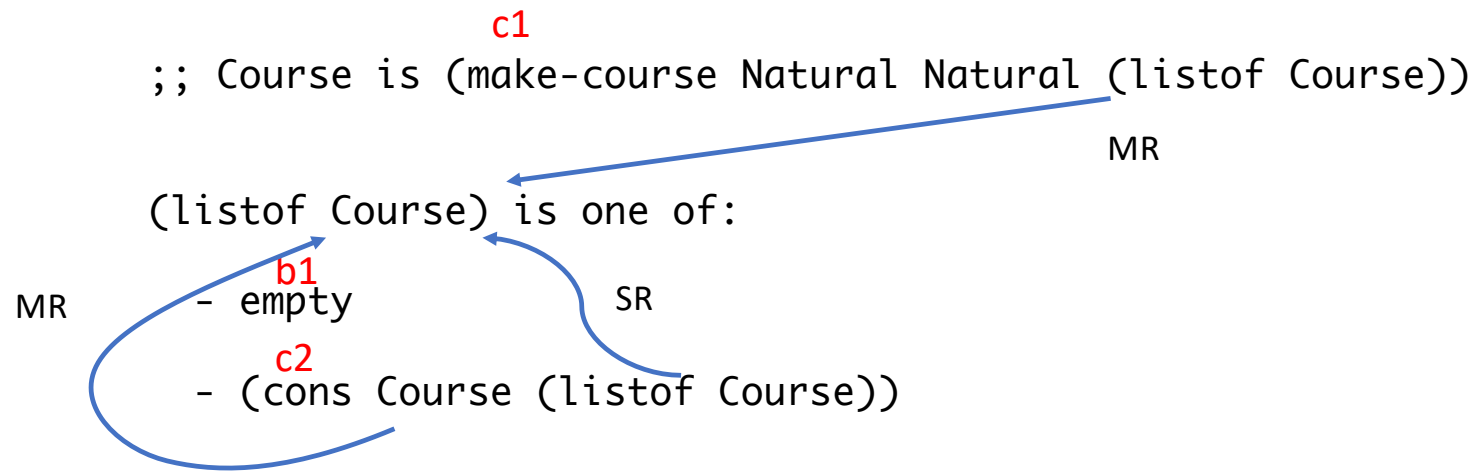 c1
;; Course is (make-course Natural Natural (listof Course))
MR
(listof Course) is one of:
b1
MR
- empty
SR
c2
- (cons Course (listof Course))